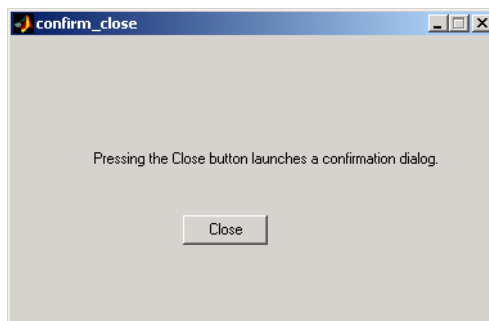 confirm_close
Pressing the Close button launches a confirmation dialog.
Close